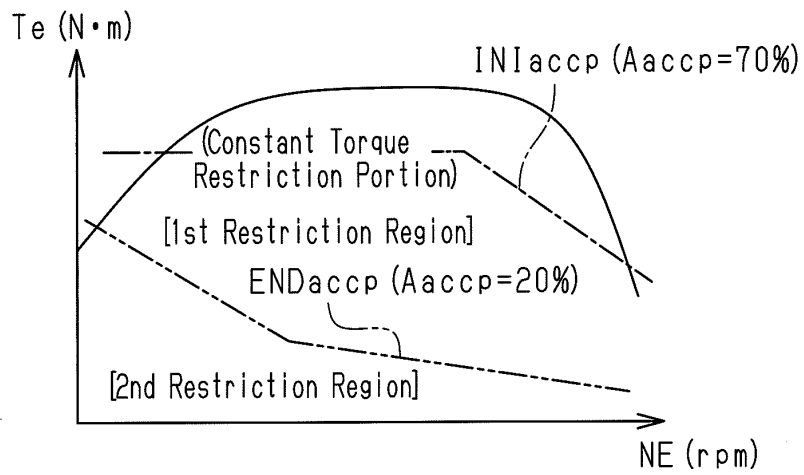 Te (N・m)
INIaccp (Aaccp=70%)
(Constant Torque
Restriction Portion)
[1st Restriction Region]
ENDaccp (Aaccp=20%)
[2nd Restriction Region]
NE (rpm)